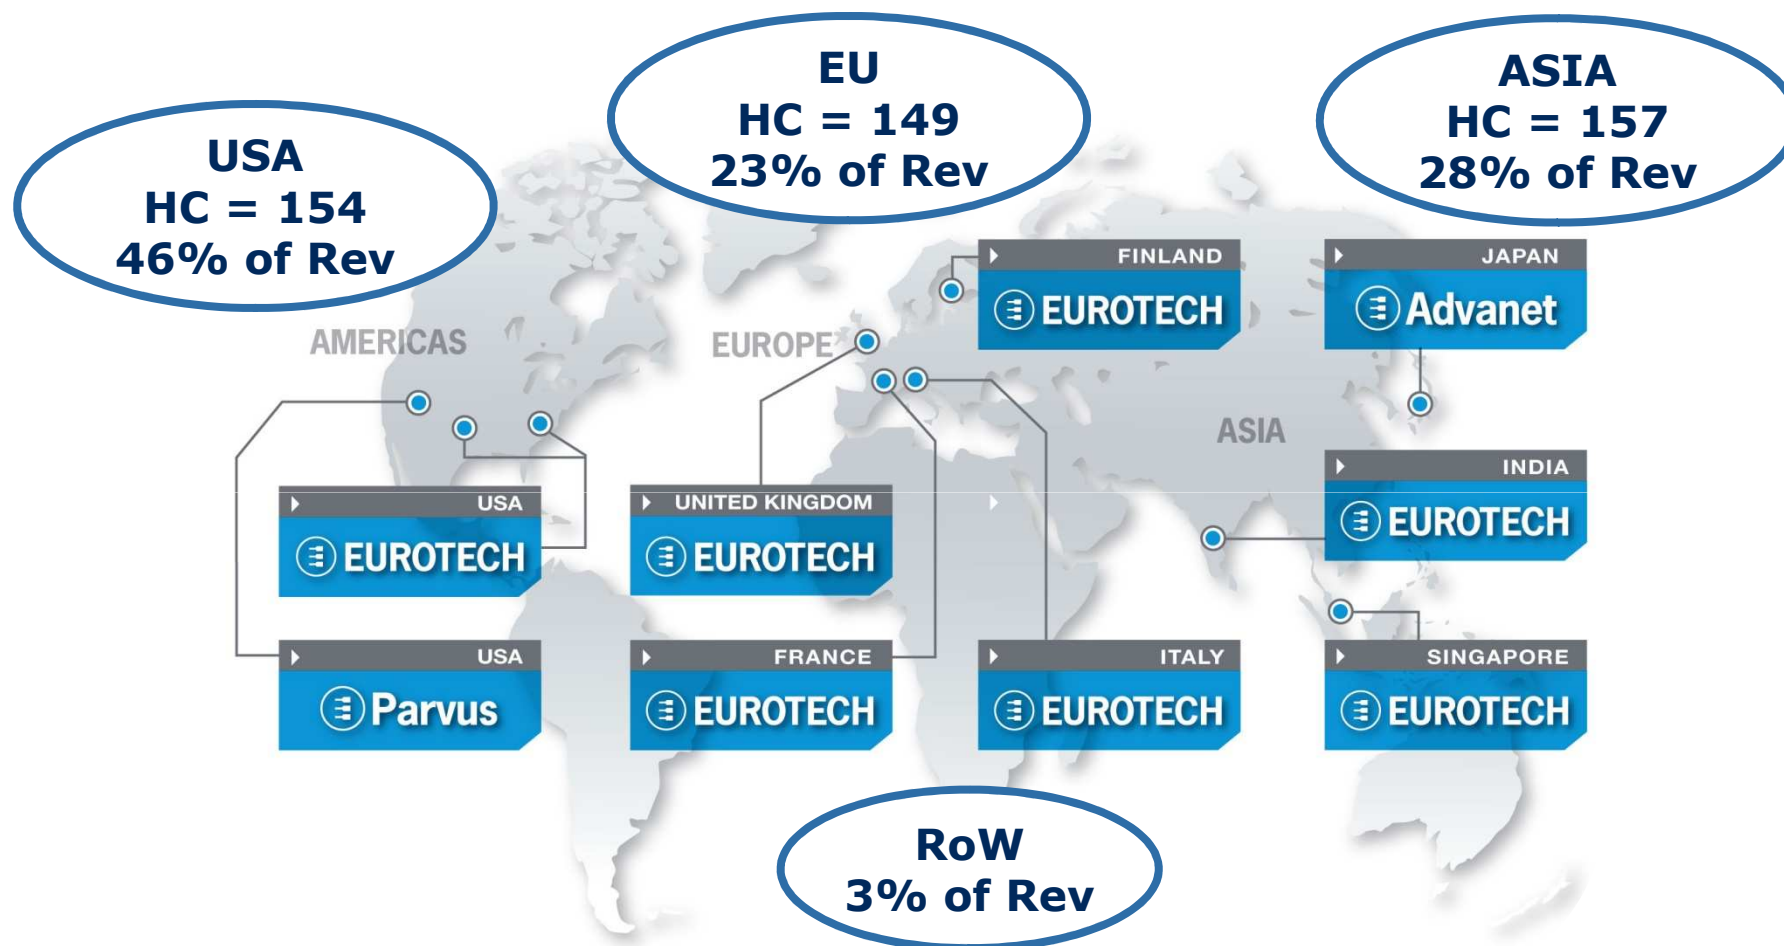 EU
HC = 149
23% of Rev
ASIA
HC = 157
28% of Rev
USA
HC = 154
46% of Rev
AMERICAS
EUROPE
ASIA
FINLAND
EUROTECH
JAPAN
Advanet
USA
EUROTECH
UNITED KINGDOM
EUROTECH
INDIA
EUROTECH
USA
Parvus
FRANCE
EUROTECH
ITALY
EUROTECH
SINGAPORE
EUROTECH
RoW
3% of Rev